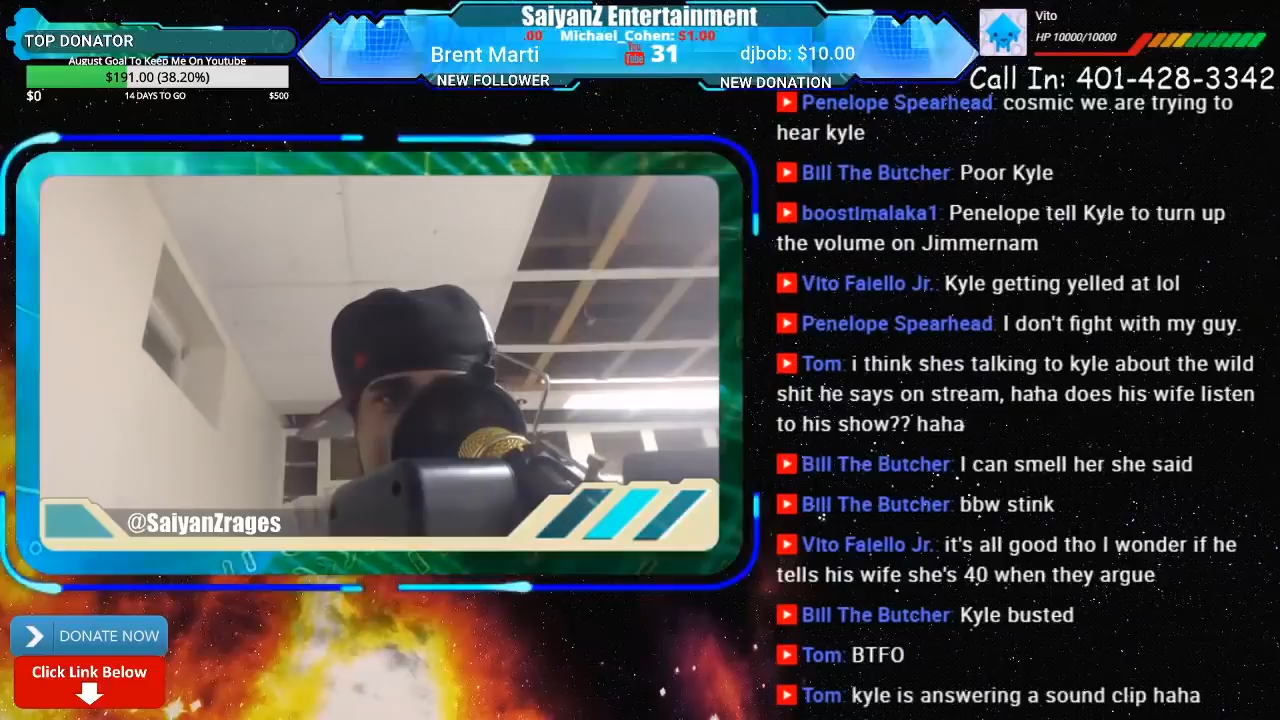 SaiyanZ Entertainment
.00 Michael_Cohen: $1.00
TOP DONATOR
August Goal To Keep Me On Youtube
$191.00 (38.20%)
$0 14 DAYS TO GO $500
Brent Marti
You Tube 31
djbob: $10.00
NEW FOLLOWER
NEW DONATION
Vito
HP 10000/10000
Call In: 401-428-3342
Penelope Spearhead: cosmic we are trying to
hear kyle
Bill The Butcher: Poor Kyle
boostimalaka1: Penelope tell Kyle to turn up
the volume on Jimmernam
Vito Faiello Jr.: Kyle getting yelled at lol
Penelope Spearhead: I don't fight with my guy.
Tom: i think shes talking to kyle about the wild
shit he says on stream, haha does his wife listen
to his show?? haha
Bill The Butcher: I can smell her she said
Bill The Butcher: bbw stink
Vito Faiello Jr.: it's all good tho I wonder if he
tells his wife she's 40 when they argue
Bill The Butcher: Kyle busted
Tom: BTFO
Tom: kyle is answering a sound clip haha
@SaiyanZrages
DONATE NOW
Click Link Below